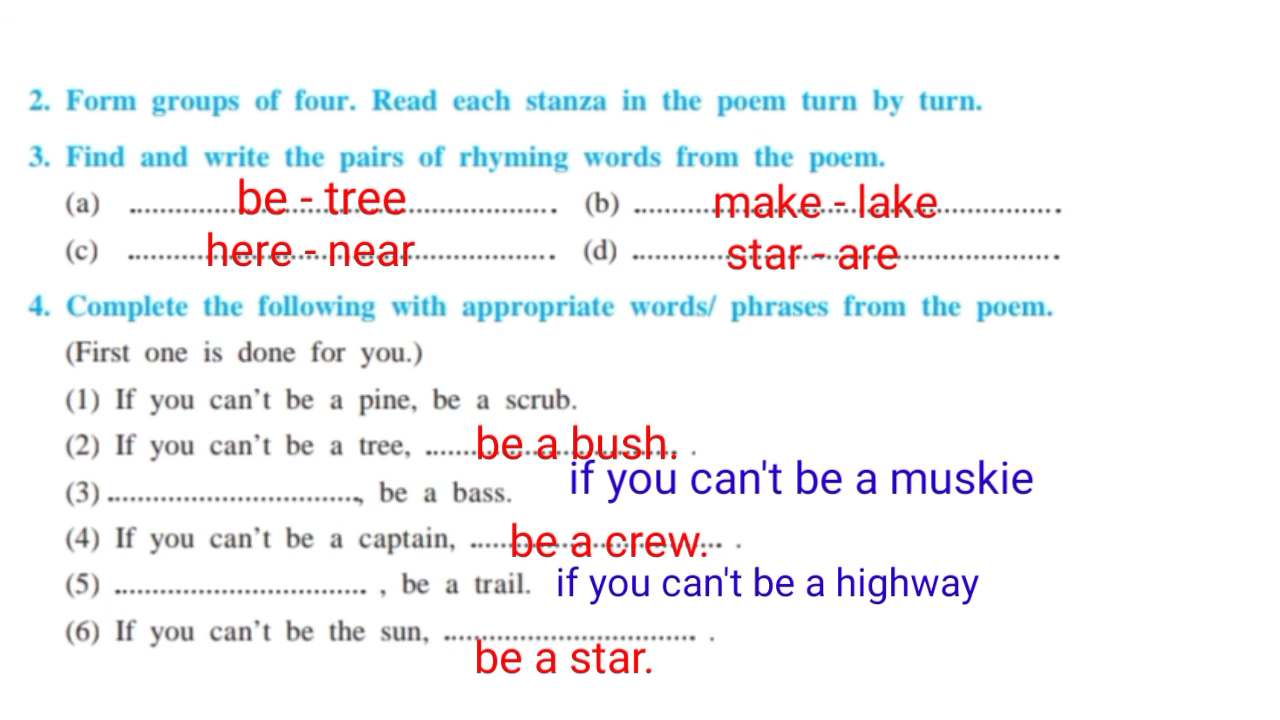 2. Form groups of four. Read each stanza in the poem turn by turn.
3. Find and write the pairs of rhyming words from the poem.
(a) be - tree (b) make - lake
(c) here - near (d) star - are
4. Complete the following with appropriate words/ phrases from the poem.
(First one is done for you.)
(1) If you can't be a pine, be a scrub.
(2) If you can't be a tree, be a bush. .
(3) ...................................., be a bass. if you can't be a muskie
(4) If you can't be a captain, be a crew. .
(5) .................................... , be a trail. if you can't be a highway
(6) If you can't be the sun, .................................... .
be a star.